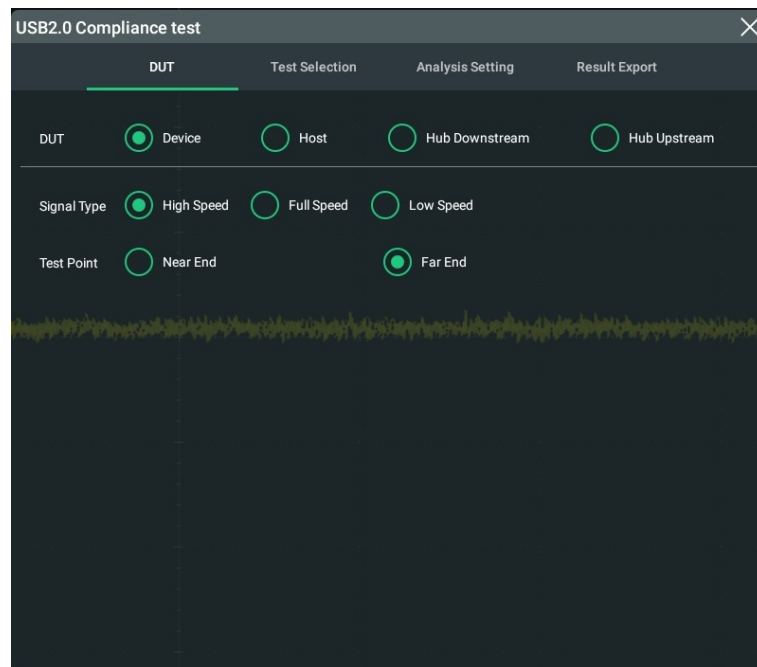 USB2.0 Compliance test
DUT Test Selection Analysis Setting Result Export
DUT Device Host Hub Downstream Hub Upstream
Signal Type High Speed Full Speed Low Speed
Test Point Near End Far End